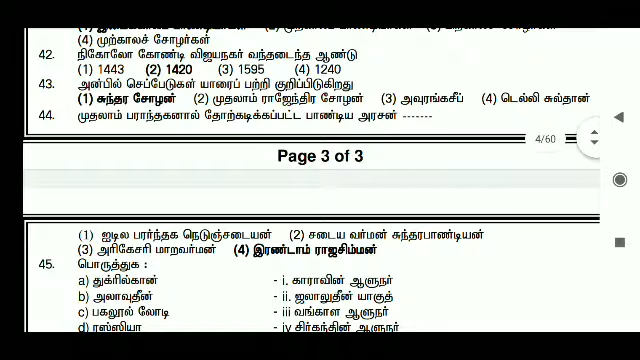 (4) முற்காலச் சோழர்கள்
42. நிகோலோ கோண்டி விஜயநகர் வந்தடைந்த ஆண்டு
(1) 1443 (2) 1420 (3) 1595 (4) 1240
43. அன்பில் செப்பேடுகள் யாரைப் பற்றி குறிப்பிடுகிறது
(1) சுந்தர சோழன் (2) முதலாம் ராஜேந்திர சோழன் (3) அவுரங்கசீப் (4) டெல்லி சுல்தான்
44. முதலாம் பராந்தகனால் தோற்கடிக்கப்பட்ட பாண்டிய அரசன் -------
4/60
Page 3 of 3
(1) ஐடில பரர்ந்தக நெடுஞ்சடையன் (2) சடைய வர்மன் சுந்தரபாண்டியன்
(3) அரிகேசரி மாறவர்மன் (4) இரண்டாம் ராஜசிம்மன்
45. பொருத்துக :
a) துக்ரில்கான் - i. காராவின் ஆளுநர்
b) அலாவுதீன் - ii. ஜலாலுதீன் யாகுத்
c) பகலூல் லோடி - iii வங்காள ஆளுநர்
d) ரஸ்ஸியா - iv சிர்கந்தின் ஆளுநர்